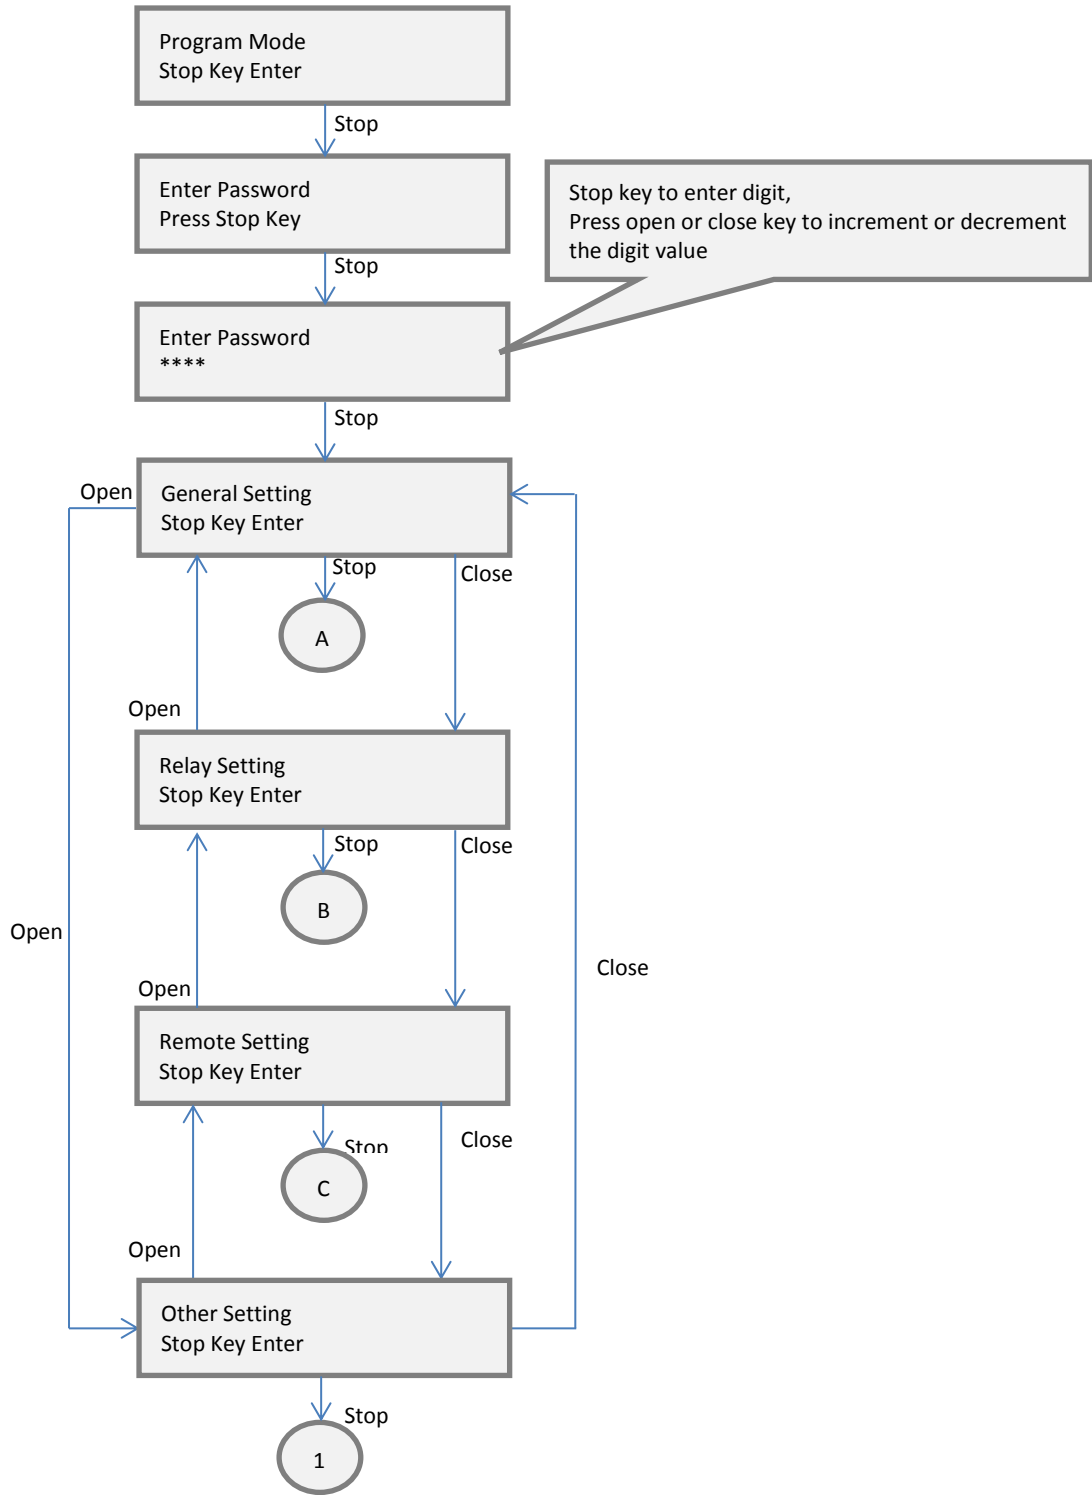 Program Mode
Stop Key Enter
Stop
Enter Password
Press Stop Key
Stop key to enter digit,
Press open or close key to increment or decrement
the digit value
Stop
Enter Password
****
Stop
Open
General Setting
Stop Key Enter
Stop
Close
A
Open
Relay Setting
Stop Key Enter
Stop
Close
B
Open
Close
Open
Remote Setting
Stop Key Enter
Stop
Close
C
Open
Other Setting
Stop Key Enter
Stop
1